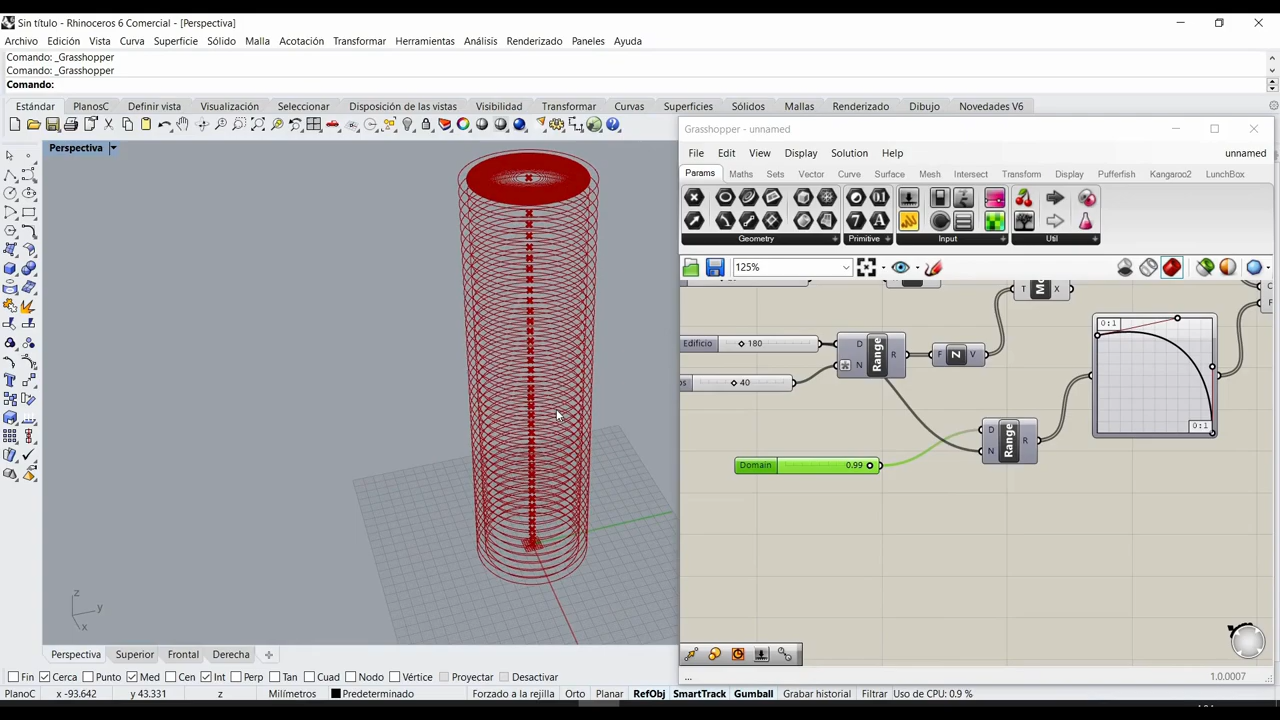 Sin título - Rhinoceros 6 Comercial - [Perspectiva]
Archivo Edición Vista Curva Superficie Sólido Malla Acotación Transformar Herramientas Análisis Renderizado Paneles Ayuda
Comando: _Grasshopper
Comando: _Grasshopper
Comando:
Estándar PlanosC Definir vista Visualización Seleccionar Disposición de las vistas Visibilidad Transformar Curvas Superficies Sólidos Mallas Renderizado Dibujo Novedades V6
Perspectiva
Grasshopper - unnamed
File Edit View Display Solution Help unnamed
Params Maths Sets Vector Curve Surface Mesh Intersect Transform Display Pufferfish Kangaroo2 LunchBox
Geometry Primitive Input Util
125%
T X
0:1
Edificio 180
D N Range R
F Z V
40
0:1
D N Range R
Domain 0.99
z
y
x
Perspectiva Superior Frontal Derecha
Fin Cerca Punto Med Cen Int Perp Tan Cuad Nodo Vértice Proyectar Desactivar
...
1.0.0007
PlanoC x -93.642 y 43.331 z Milímetros Predeterminado Forzado a la rejilla Orto Planar RefObj SmartTrack Gumball Grabar historial Filtrar Uso de CPU: 0.9 %